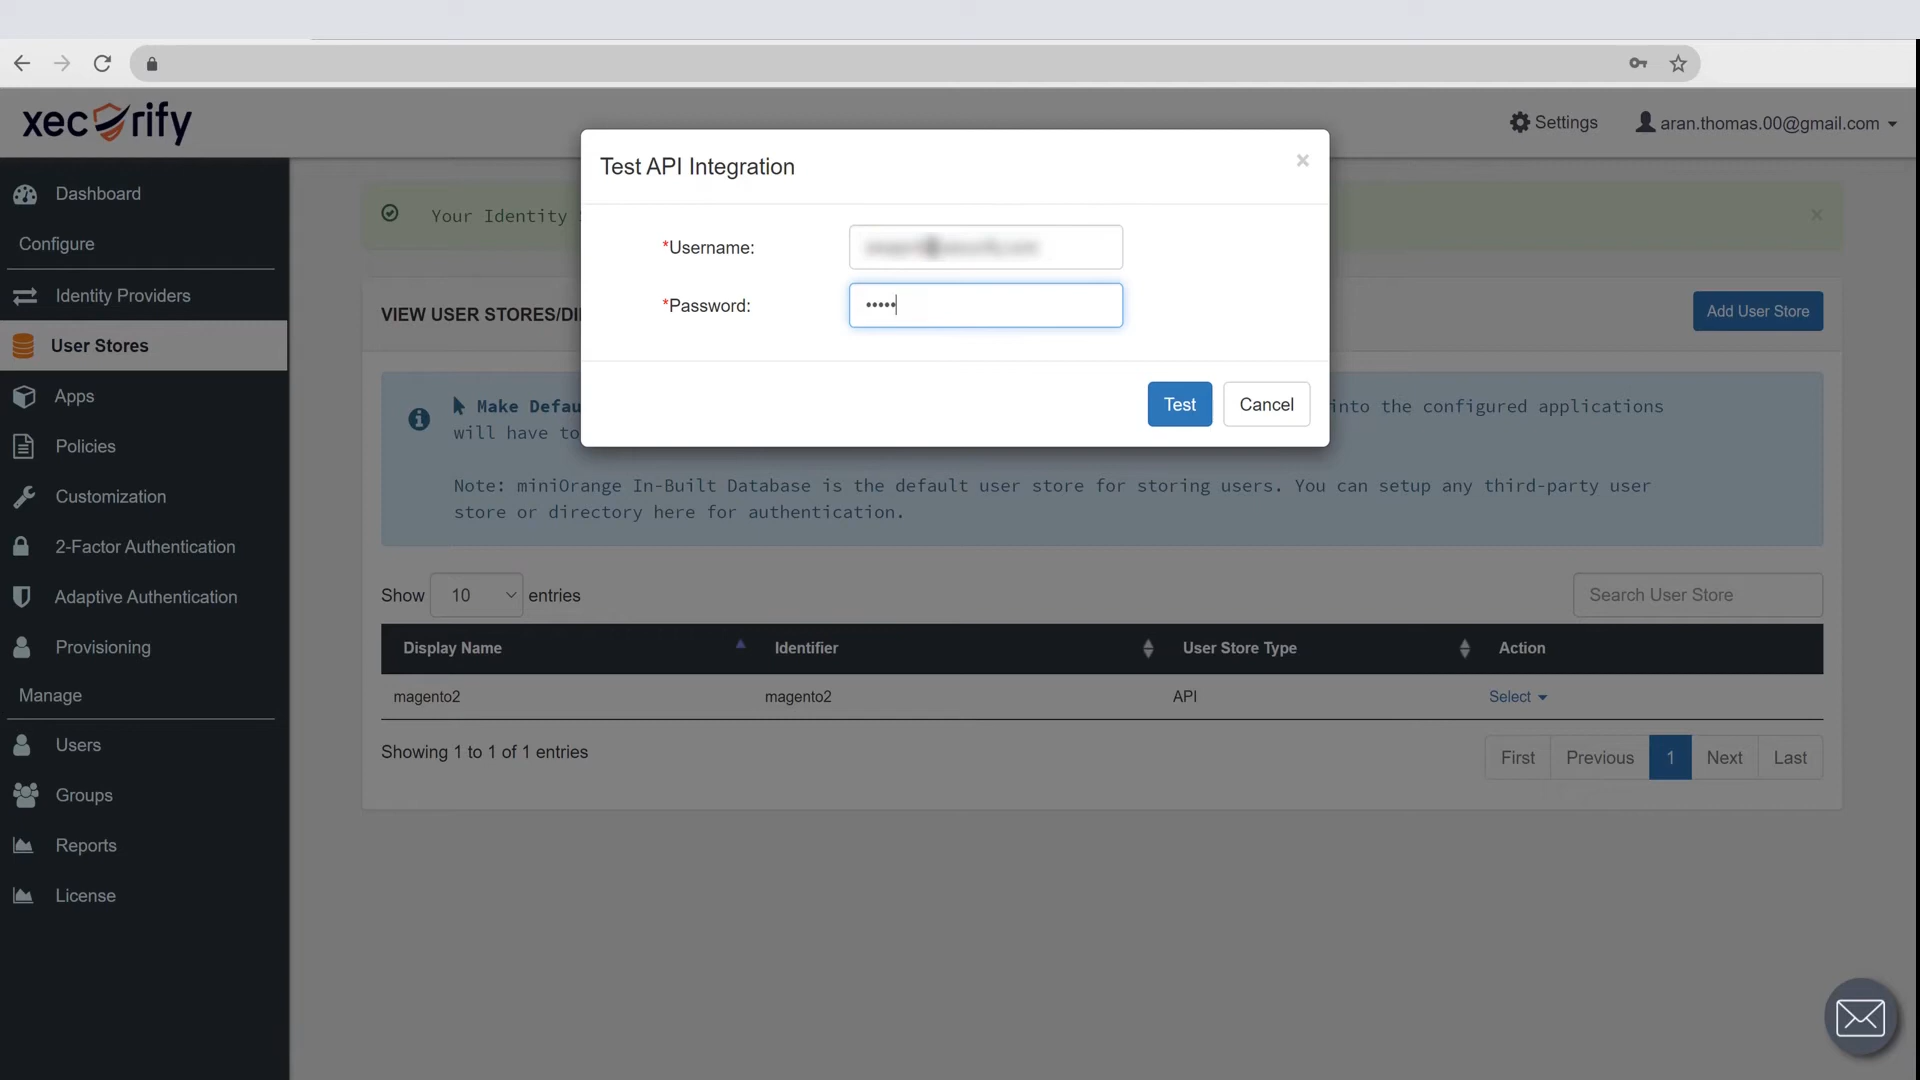 xecurify
Settings
aran.thomas.00@gmail.com
Test API Integration
×
*Username:
*Password:
•••••
Test
Cancel
Dashboard
Configure
Identity Providers
User Stores
Apps
Policies
Customization
2-Factor Authentication
Adaptive Authentication
Provisioning
Manage
Users
Groups
Reports
License
Your Identity
×
VIEW USER STORES/DI
Add User Store
Make Defau into the configured applications
will have to
Note: miniOrange In-Built Database is the default user store for storing users. You can setup any third-party user
store or directory here for authentication.
Show 10 entries
Search User Store
Display Name Identifier User Store Type Action
magento2 magento2 API Select
Showing 1 to 1 of 1 entries
First Previous 1 Next Last